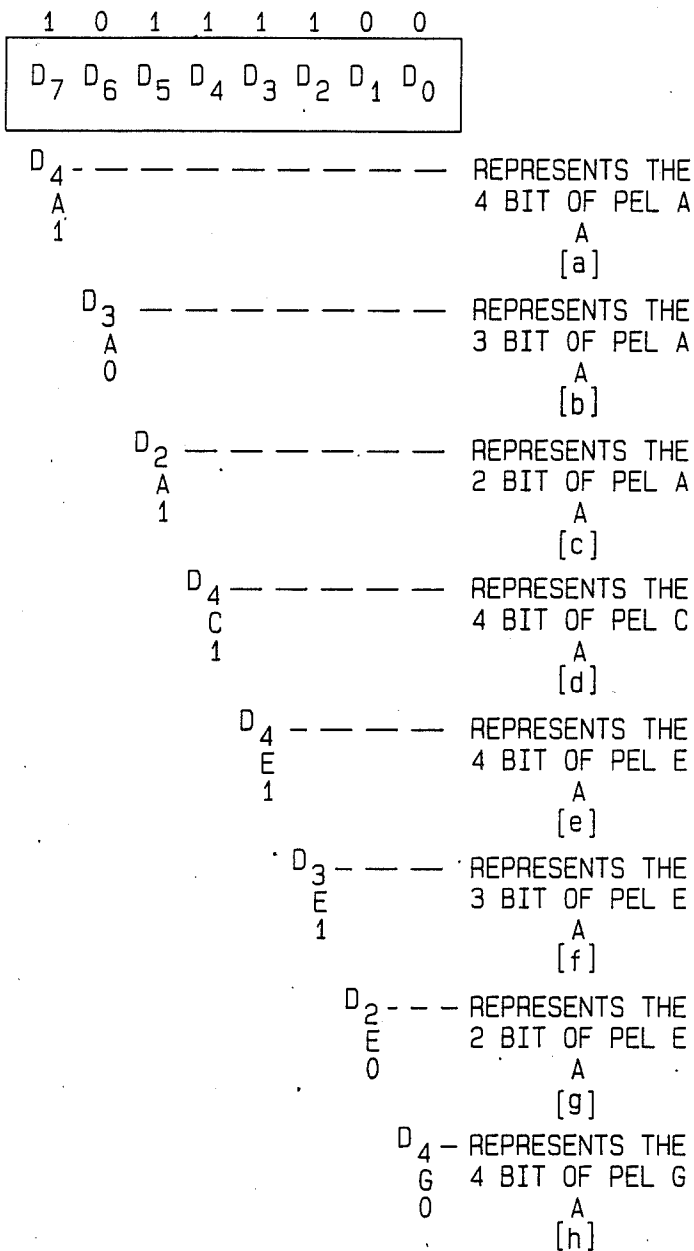 1 0 1 1 1 1 0 0
D7 D6 D5 D4 D3 D2 D1 D0
D4 REPRESENTS THE
A 4 BIT OF PEL A
1 A
[a]
D3 REPRESENTS THE
A 3 BIT OF PEL A
0 A
[b]
D2 REPRESENTS THE
A 2 BIT OF PEL A
1 A
[c]
D4 REPRESENTS THE
C 4 BIT OF PEL C
1 A
[d]
D4 REPRESENTS THE
E 4 BIT OF PEL E
1 A
[e]
D3 REPRESENTS THE
E 3 BIT OF PEL E
1 A
[f]
D2 REPRESENTS THE
E 2 BIT OF PEL E
0 A
[g]
D4 REPRESENTS THE
G 4 BIT OF PEL G
0 A
[h]